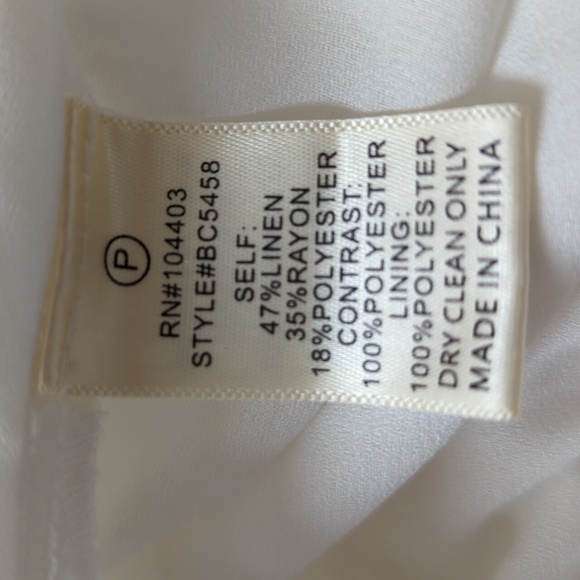 P
RN#104403
STYLE#BC5458
SELF:
47%LINEN
35%RAYON
18%POLYESTER
CONTRAST:
100%POLYESTER
LINING:
100%POLYESTER
DRY CLEAN ONLY
MADE IN CHINA